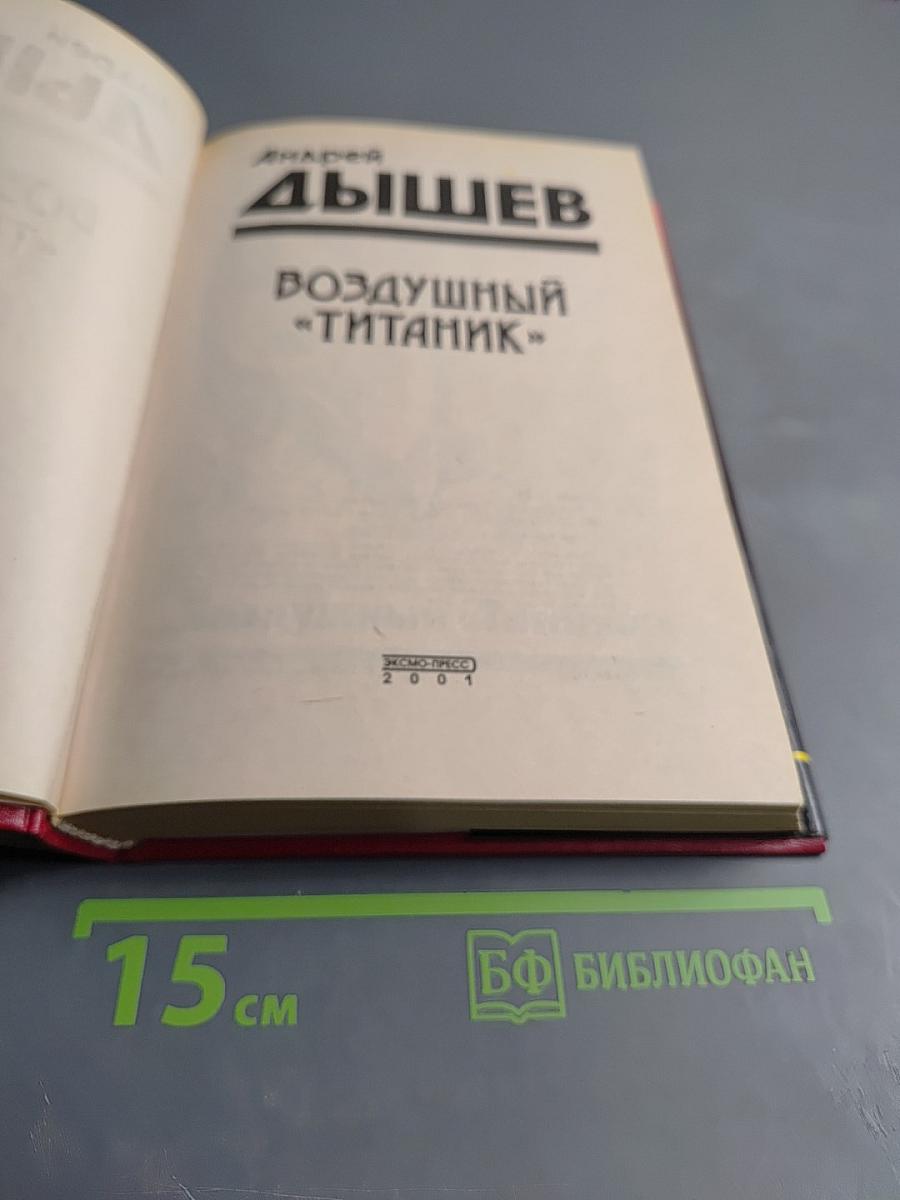 АНДРЕЙ
ДЫШЕВ
ВОЗДУШНЫЙ
«ТИТАНИК»
ЭКСМО-ПРЕСС
2001
15 см
БФ БИБЛИОФАН